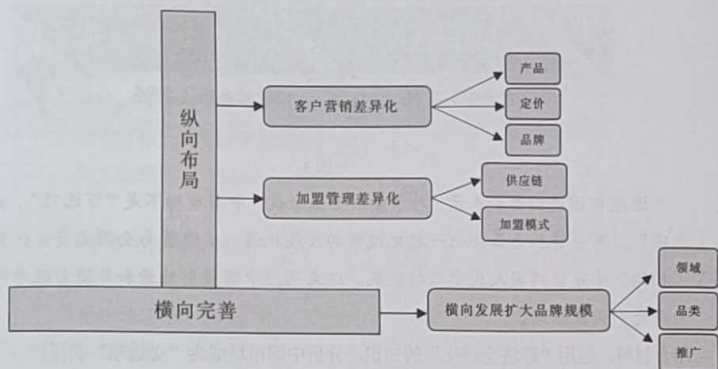 纵向布局
客户营销差异化
产品
定价
品牌
加盟管理差异化
供应链
加盟模式
横向完善
横向发展扩大品牌规模
领域
品类
推广